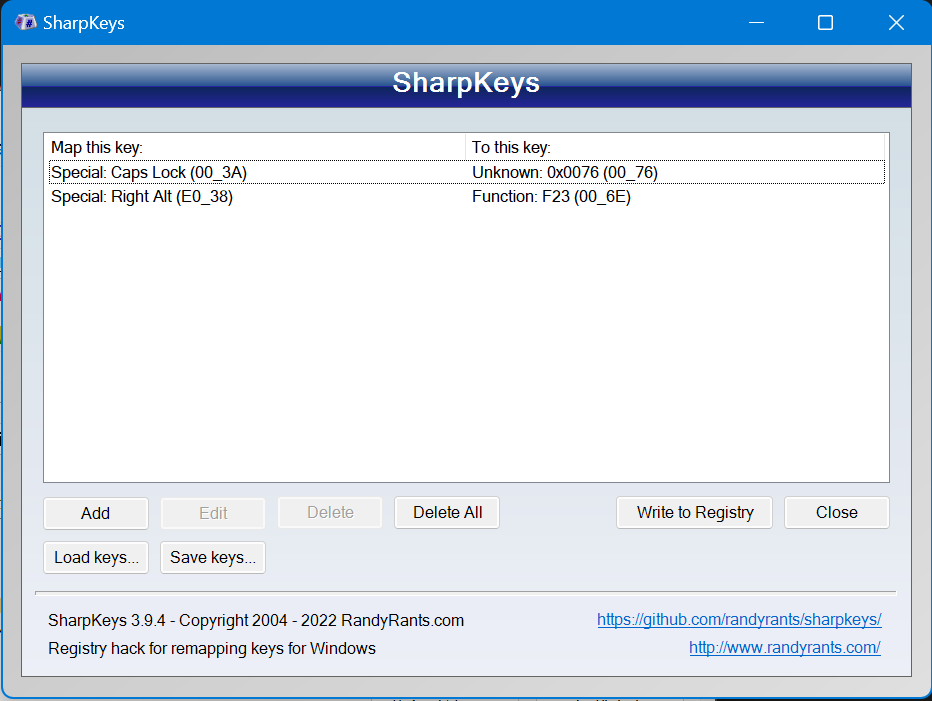 SharpKeys
SharpKeys
Map this key: To this key:
Special: Caps Lock (00_3A) Unknown: 0x0076 (00_76)
Special: Right Alt (E0_38) Function: F23 (00_6E)
Add Edit Delete Delete All Write to Registry Close
Load keys... Save keys...
SharpKeys 3.9.4 - Copyright 2004 - 2022 RandyRants.com https://github.com/randyrants/sharpkeys/
Registry hack for remapping keys for Windows http://www.randyrants.com/